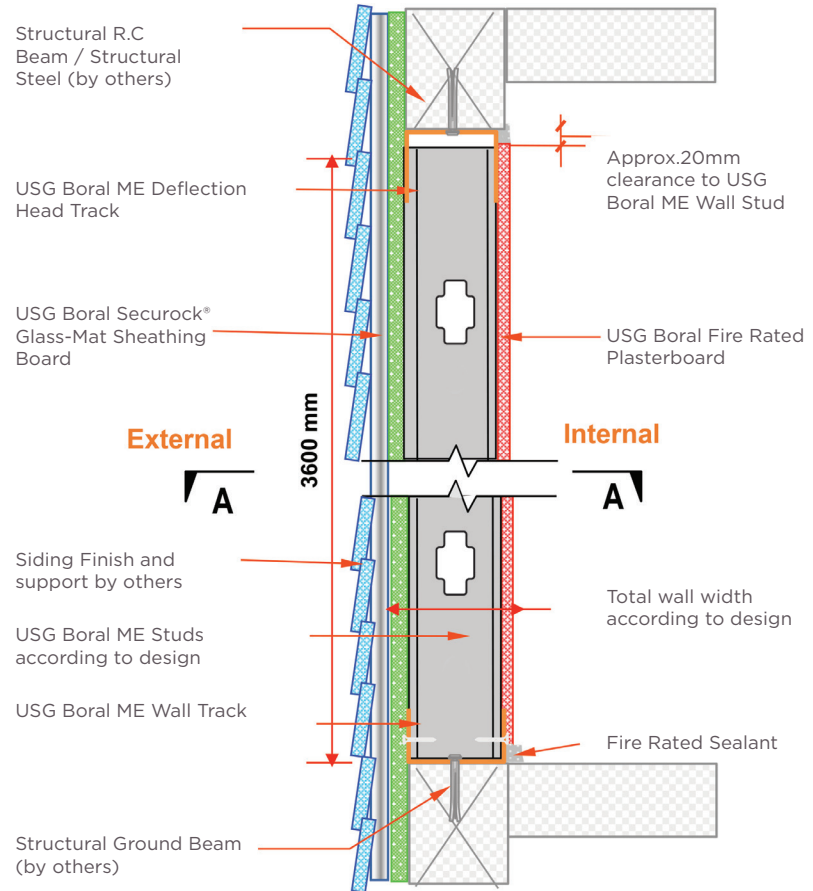 Structural R.C
Beam / Structural
Steel (by others)
USG Boral ME Deflection
Head Track
USG Boral Securock®
Glass-Mat Sheathing
Board
External
A
3600 mm
Siding Finish and
support by others
USG Boral ME Studs
according to design
USG Boral ME Wall Track
Structural Ground Beam
(by others)
Approx.20mm
clearance to USG
Boral ME Wall Stud
USG Boral Fire Rated
Plasterboard
Internal
A
Total wall width
according to design
Fire Rated Sealant